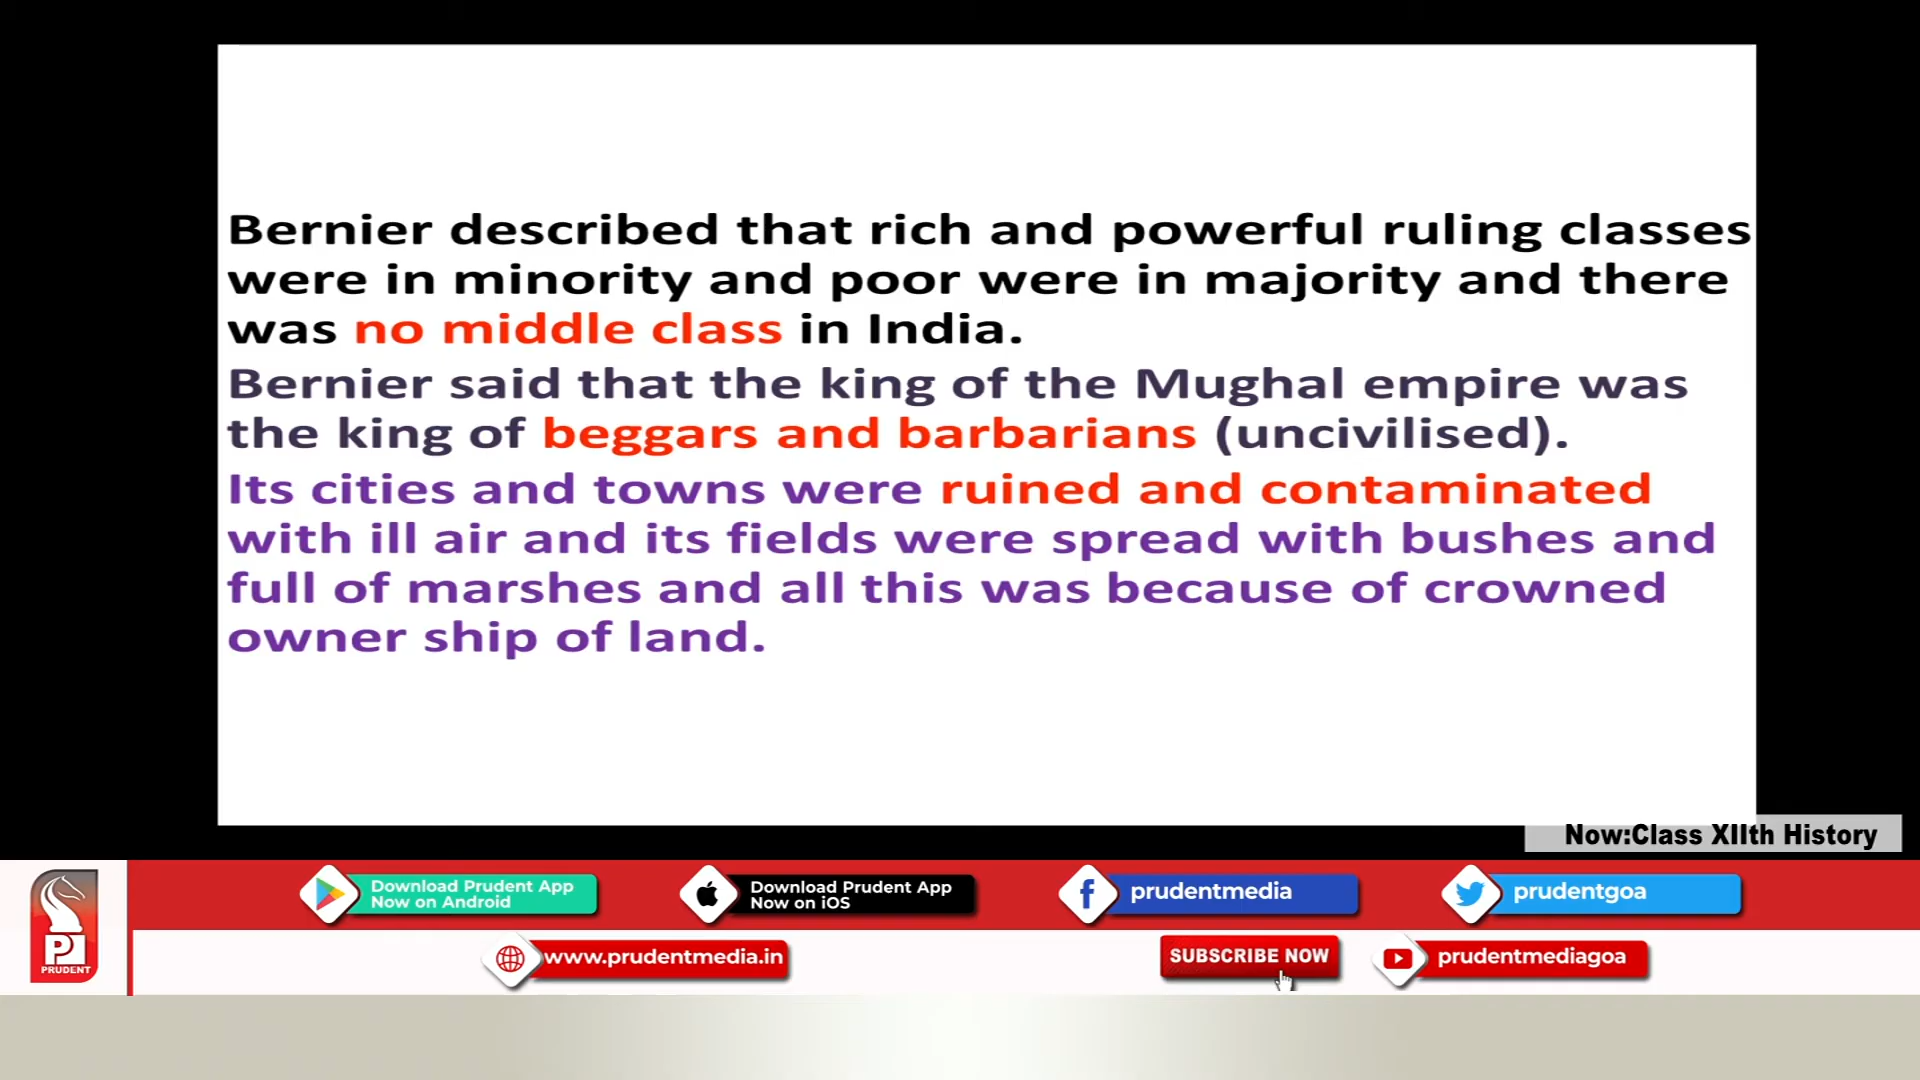 Bernier described that rich and powerful ruling classes
were in minority and poor were in majority and there
was no middle class in India.
Bernier said that the king of the Mughal empire was
the king of beggars and barbarians (uncivilised).
Its cities and towns were ruined and contaminated
with ill air and its fields were spread with bushes and
full of marshes and all this was because of crowned
owner ship of land.
Now:Class XIIth History
Download Prudent App
Now on Android
Download Prudent App
Now on iOS
prudentmedia
prudentgoa
PRUDENT
www.prudentmedia.in
SUBSCRIBE NOW
prudentmediagoa